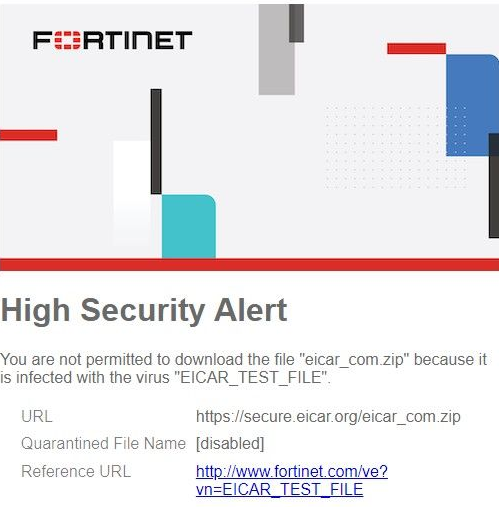 FORTINET
High Security Alert
You are not permitted to download the file "eicar_com.zip" because it
is infected with the virus "EICAR_TEST_FILE".
URL https://secure.eicar.org/eicar_com.zip
Quarantined File Name [disabled]
Reference URL http://www.fortinet.com/ve?
vn=EICAR_TEST_FILE